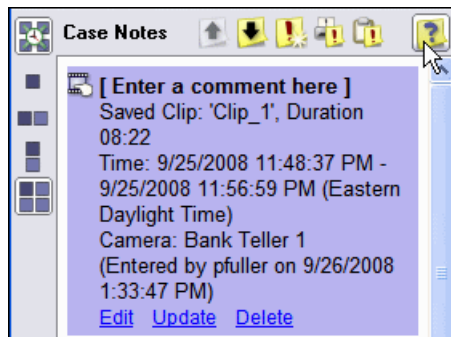 Case Notes
[ Enter a comment here ]
Saved Clip: 'Clip_1', Duration
08:22
Time: 9/25/2008 11:48:37 PM -
9/25/2008 11:56:59 PM (Eastern
Daylight Time)
Camera: Bank Teller 1
(Entered by pfuller on 9/26/2008
1:33:47 PM)
Edit Update Delete